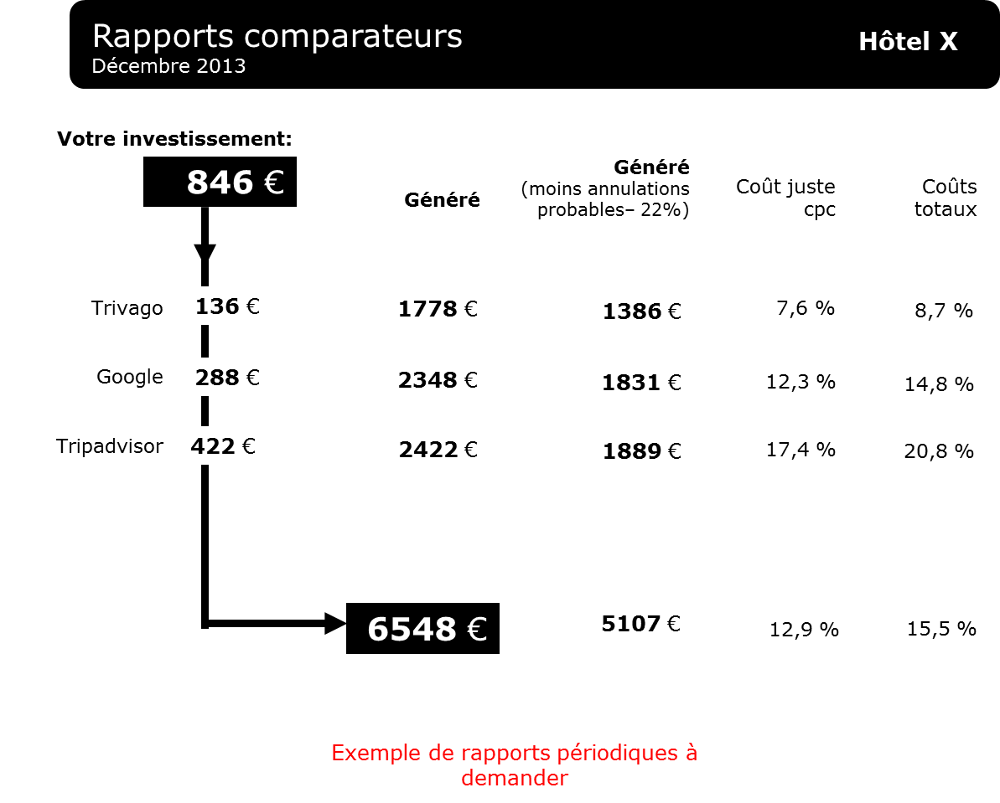 Rapports comparateurs
Décembre 2013
Hôtel X
Votre investissement:
846 €
Généré
Généré
(moins annulations
probables– 22%)
Coût juste
cpc
Coûts
totaux
Trivago 136 € 1778 € 1386 € 7,6 % 8,7 %
Google 288 € 2348 € 1831 € 12,3 % 14,8 %
Tripadvisor 422 € 2422 € 1889 € 17,4 % 20,8 %
6548 € 5107 € 12,9 % 15,5 %
Exemple de rapports périodiques à
demander